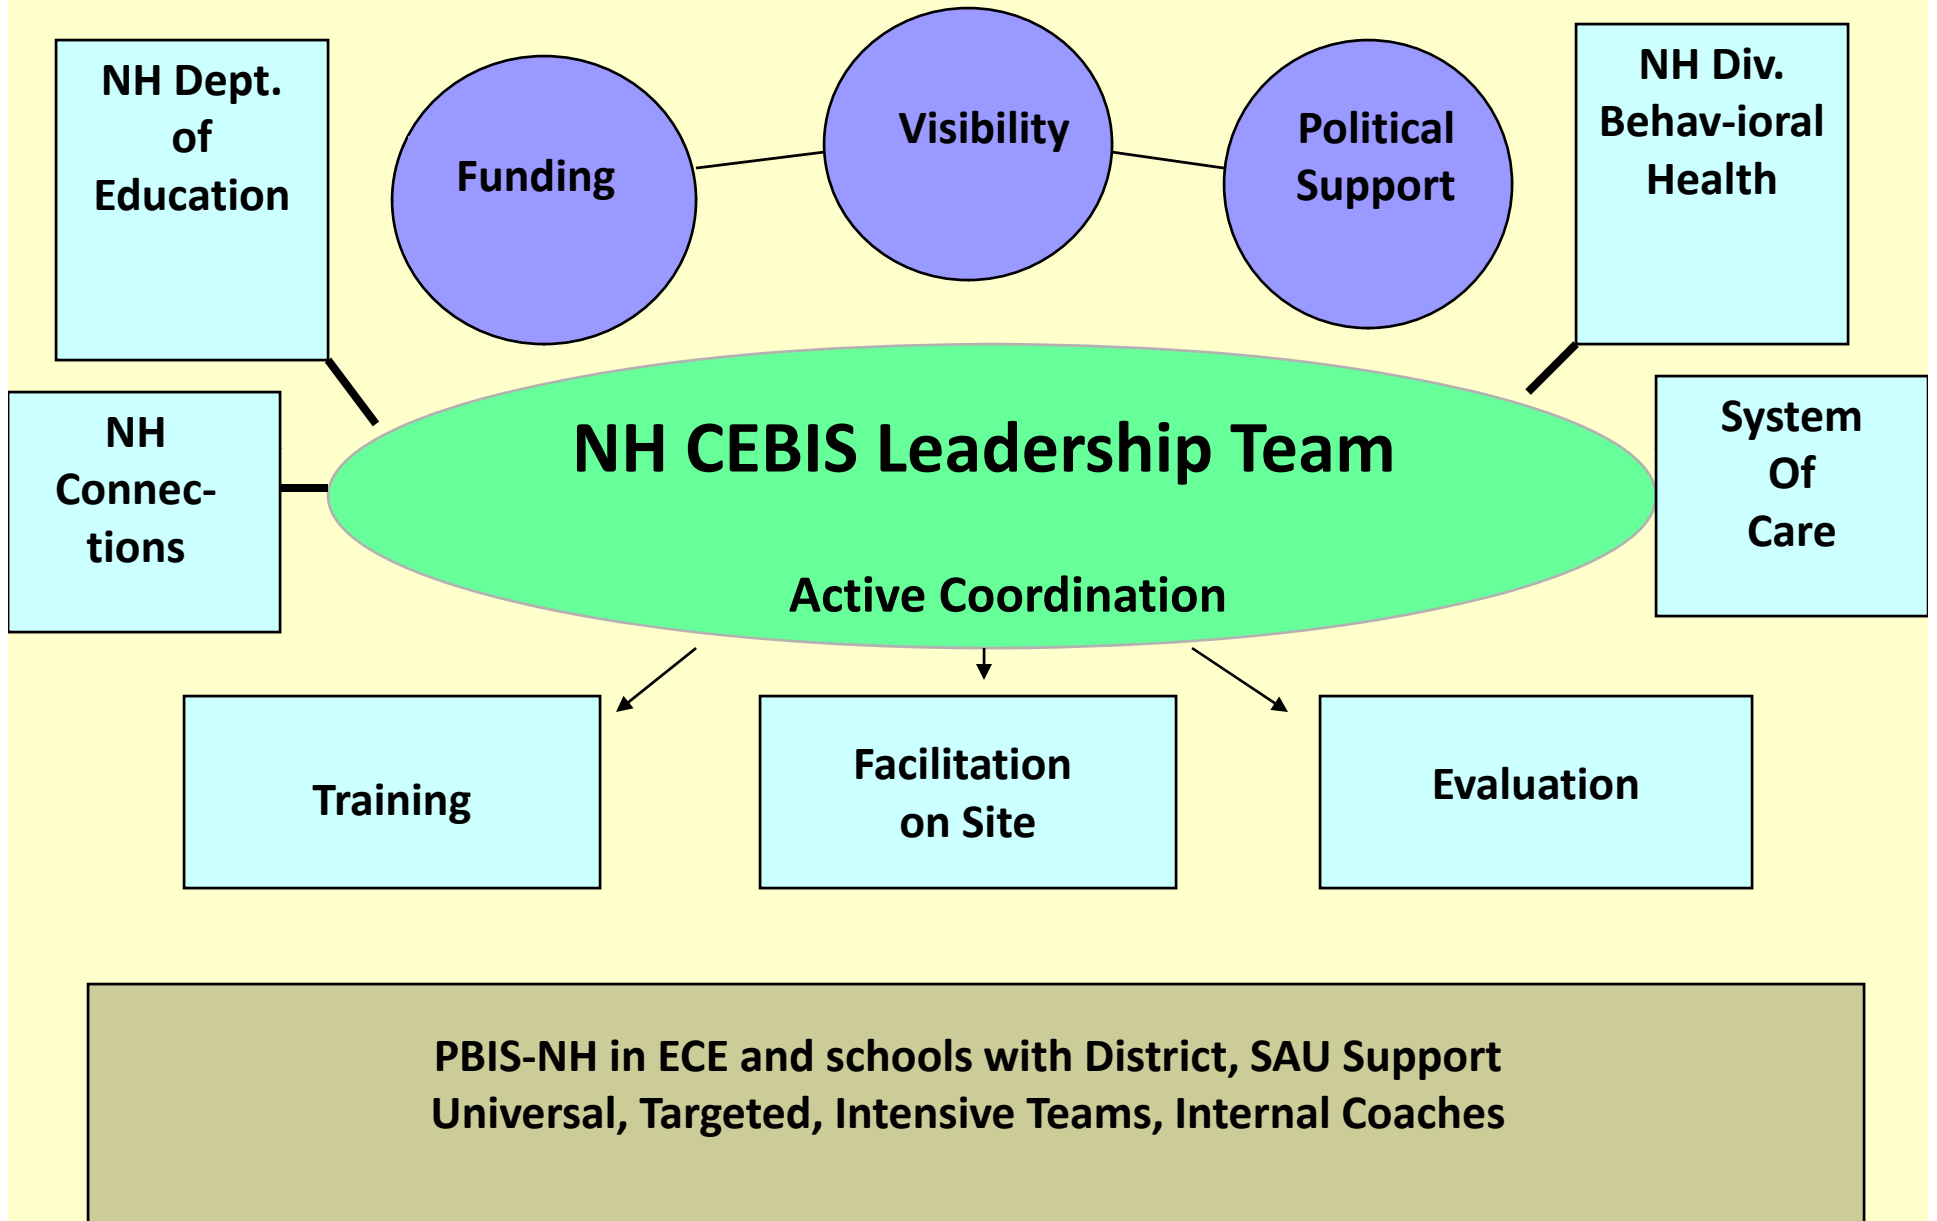 NH Dept.
of
Education
Funding
Visibility
Political
Support
NH Div.
Behav-ioral
Health
NH
Connec-
tions
NH CEBIS Leadership Team
Active Coordination
System
Of
Care
Training
Facilitation
on Site
Evaluation
PBIS-NH in ECE and schools with District, SAU Support
Universal, Targeted, Intensive Teams, Internal Coaches